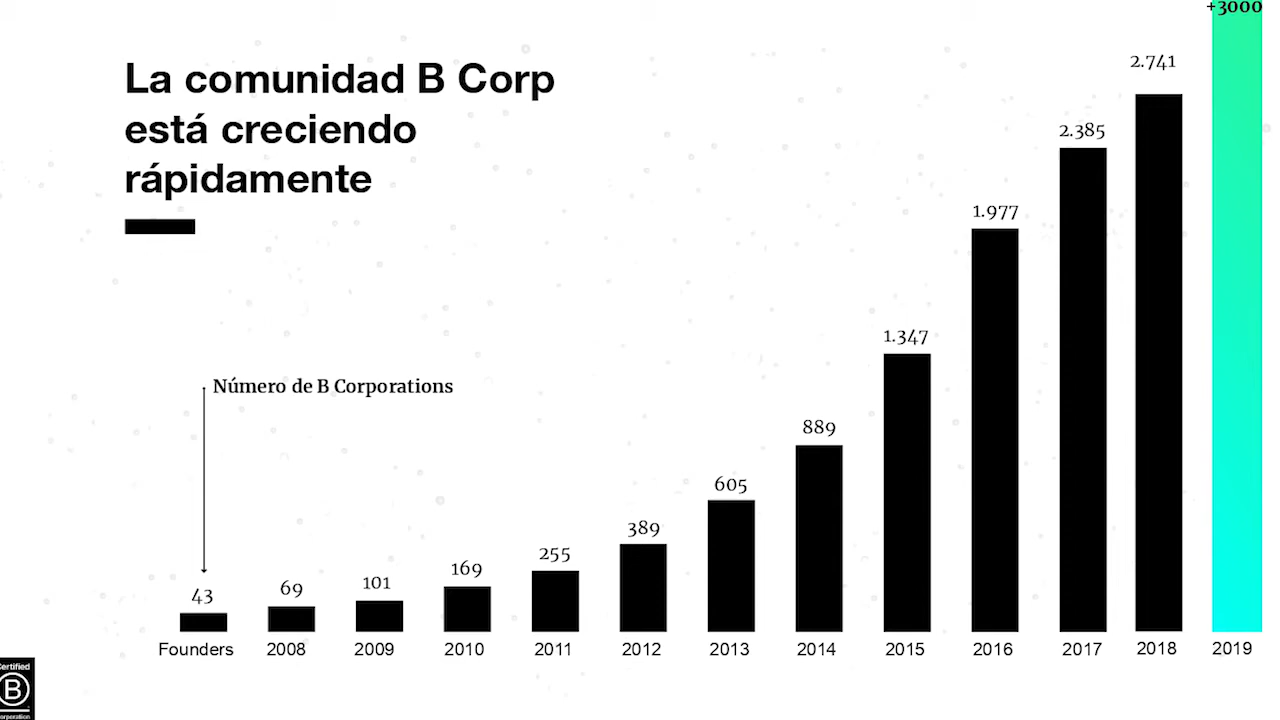 La comunidad B Corp
está creciendo
rápidamente
Número de B Corporations
43
69
101
169
255
389
605
889
1.347
1.977
2.385
2.741
+3000
Founders 2008 2009 2010 2011 2012 2013 2014 2015 2016 2017 2018 2019
Certified
B
Corporation